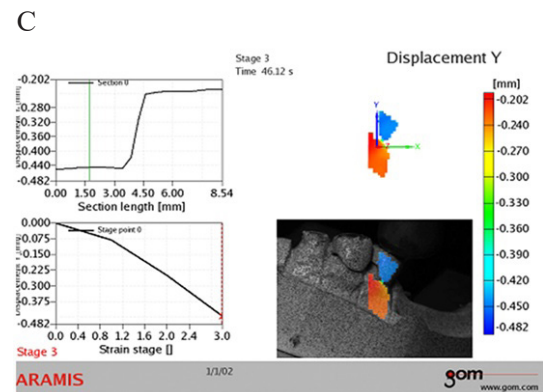 C
Stage 3
Time 46.12 s
Displacement Y
[mm]
-0.202
-0.240
-0.270
-0.300
-0.330
-0.360
-0.390
-0.420
-0.450
-0.482
Section 0
-0.202
-0.280
-0.320
-0.360
-0.400
-0.440
-0.482
0.00 1.50 3.00 4.50 6.00 8.54
Section length [mm]
Y
X
Stage point 0
0.000
-0.075
-0.150
-0.225
-0.300
-0.375
-0.482
0.0 0.4 0.8 1.2 1.6 2.0 2.4 3.0
Strain stage []
Stage 3
ARAMIS
1/1/02
gom
www.gom.com